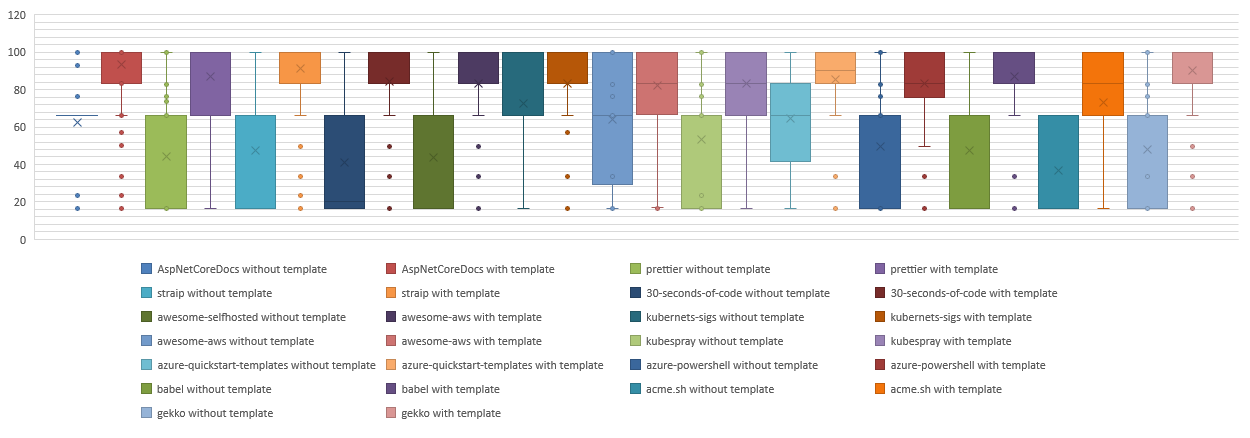 120
100
80
60
40
20
0
AspNetCoreDocs without template AspNetCoreDocs with template prettier without template prettier with template
straip without template straip with template 30-seconds-of-code without template 30-seconds-of-code with template
awesome-selfhosted without template awesome-aws with template kubernets-sigs without template kubernets-sigs with template
awesome-aws without template awesome-aws with template kubespray without template kubespray with template
azure-quickstart-templates without template azure-quickstart-templates with template azure-powershell without template azure-powershell with template
babel without template babel with template acme.sh without template acme.sh with template
gekko without template gekko with template